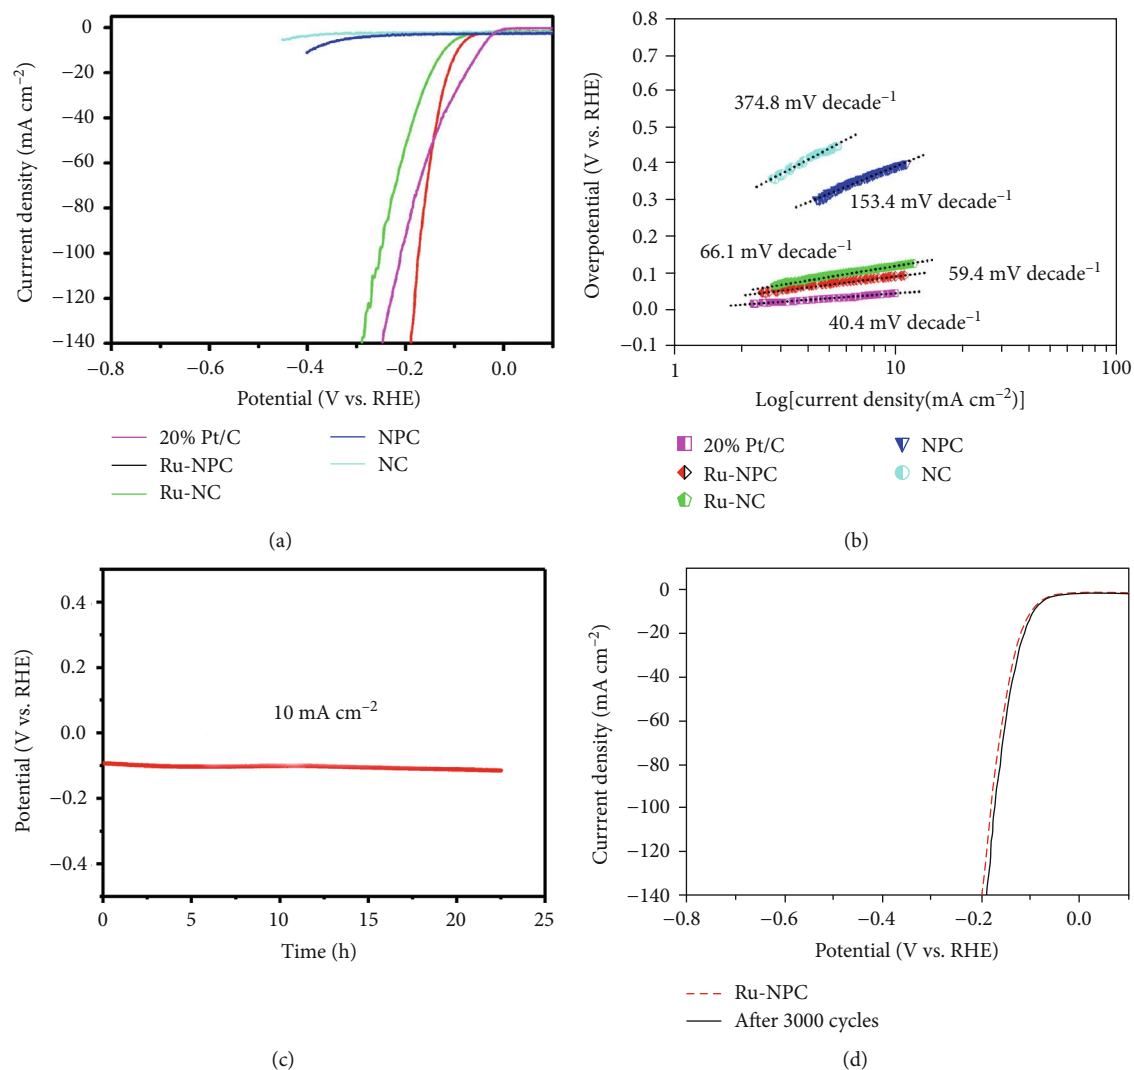 0
−20
−40
−60
−80
−100
−120
−140
Currrent density (mA cm−2)
−0.8
−0.6
−0.4
−0.2
0.0
Potential (V vs. RHE)
20% Pt/C
NPC
Ru-NPC
NC
Ru-NC
(a)
0.8
0.7
0.6
0.5
0.4
0.3
0.2
0.1
0.0
−0.1
Overpotential (V vs. RHE)
374.8 mV decade−1
153.4 mV decade−1
66.1 mV decade−1
59.4 mV decade−1
40.4 mV decade−1
1
10
100
Log[current density(mA cm−2)]
20% Pt/C
NPC
Ru-NPC
NC
Ru-NC
(b)
0.4
0.2
0.0
−0.2
−0.4
Potential (V vs. RHE)
10 mA cm−2
0
5
10
15
20
25
Time (h)
(c)
0
−20
−40
−60
−80
−100
−120
−140
Currrent density (mA cm−2)
−0.8
−0.6
−0.4
−0.2
0.0
Potential (V vs. RHE)
Ru-NPC
After 3000 cycles
(d)